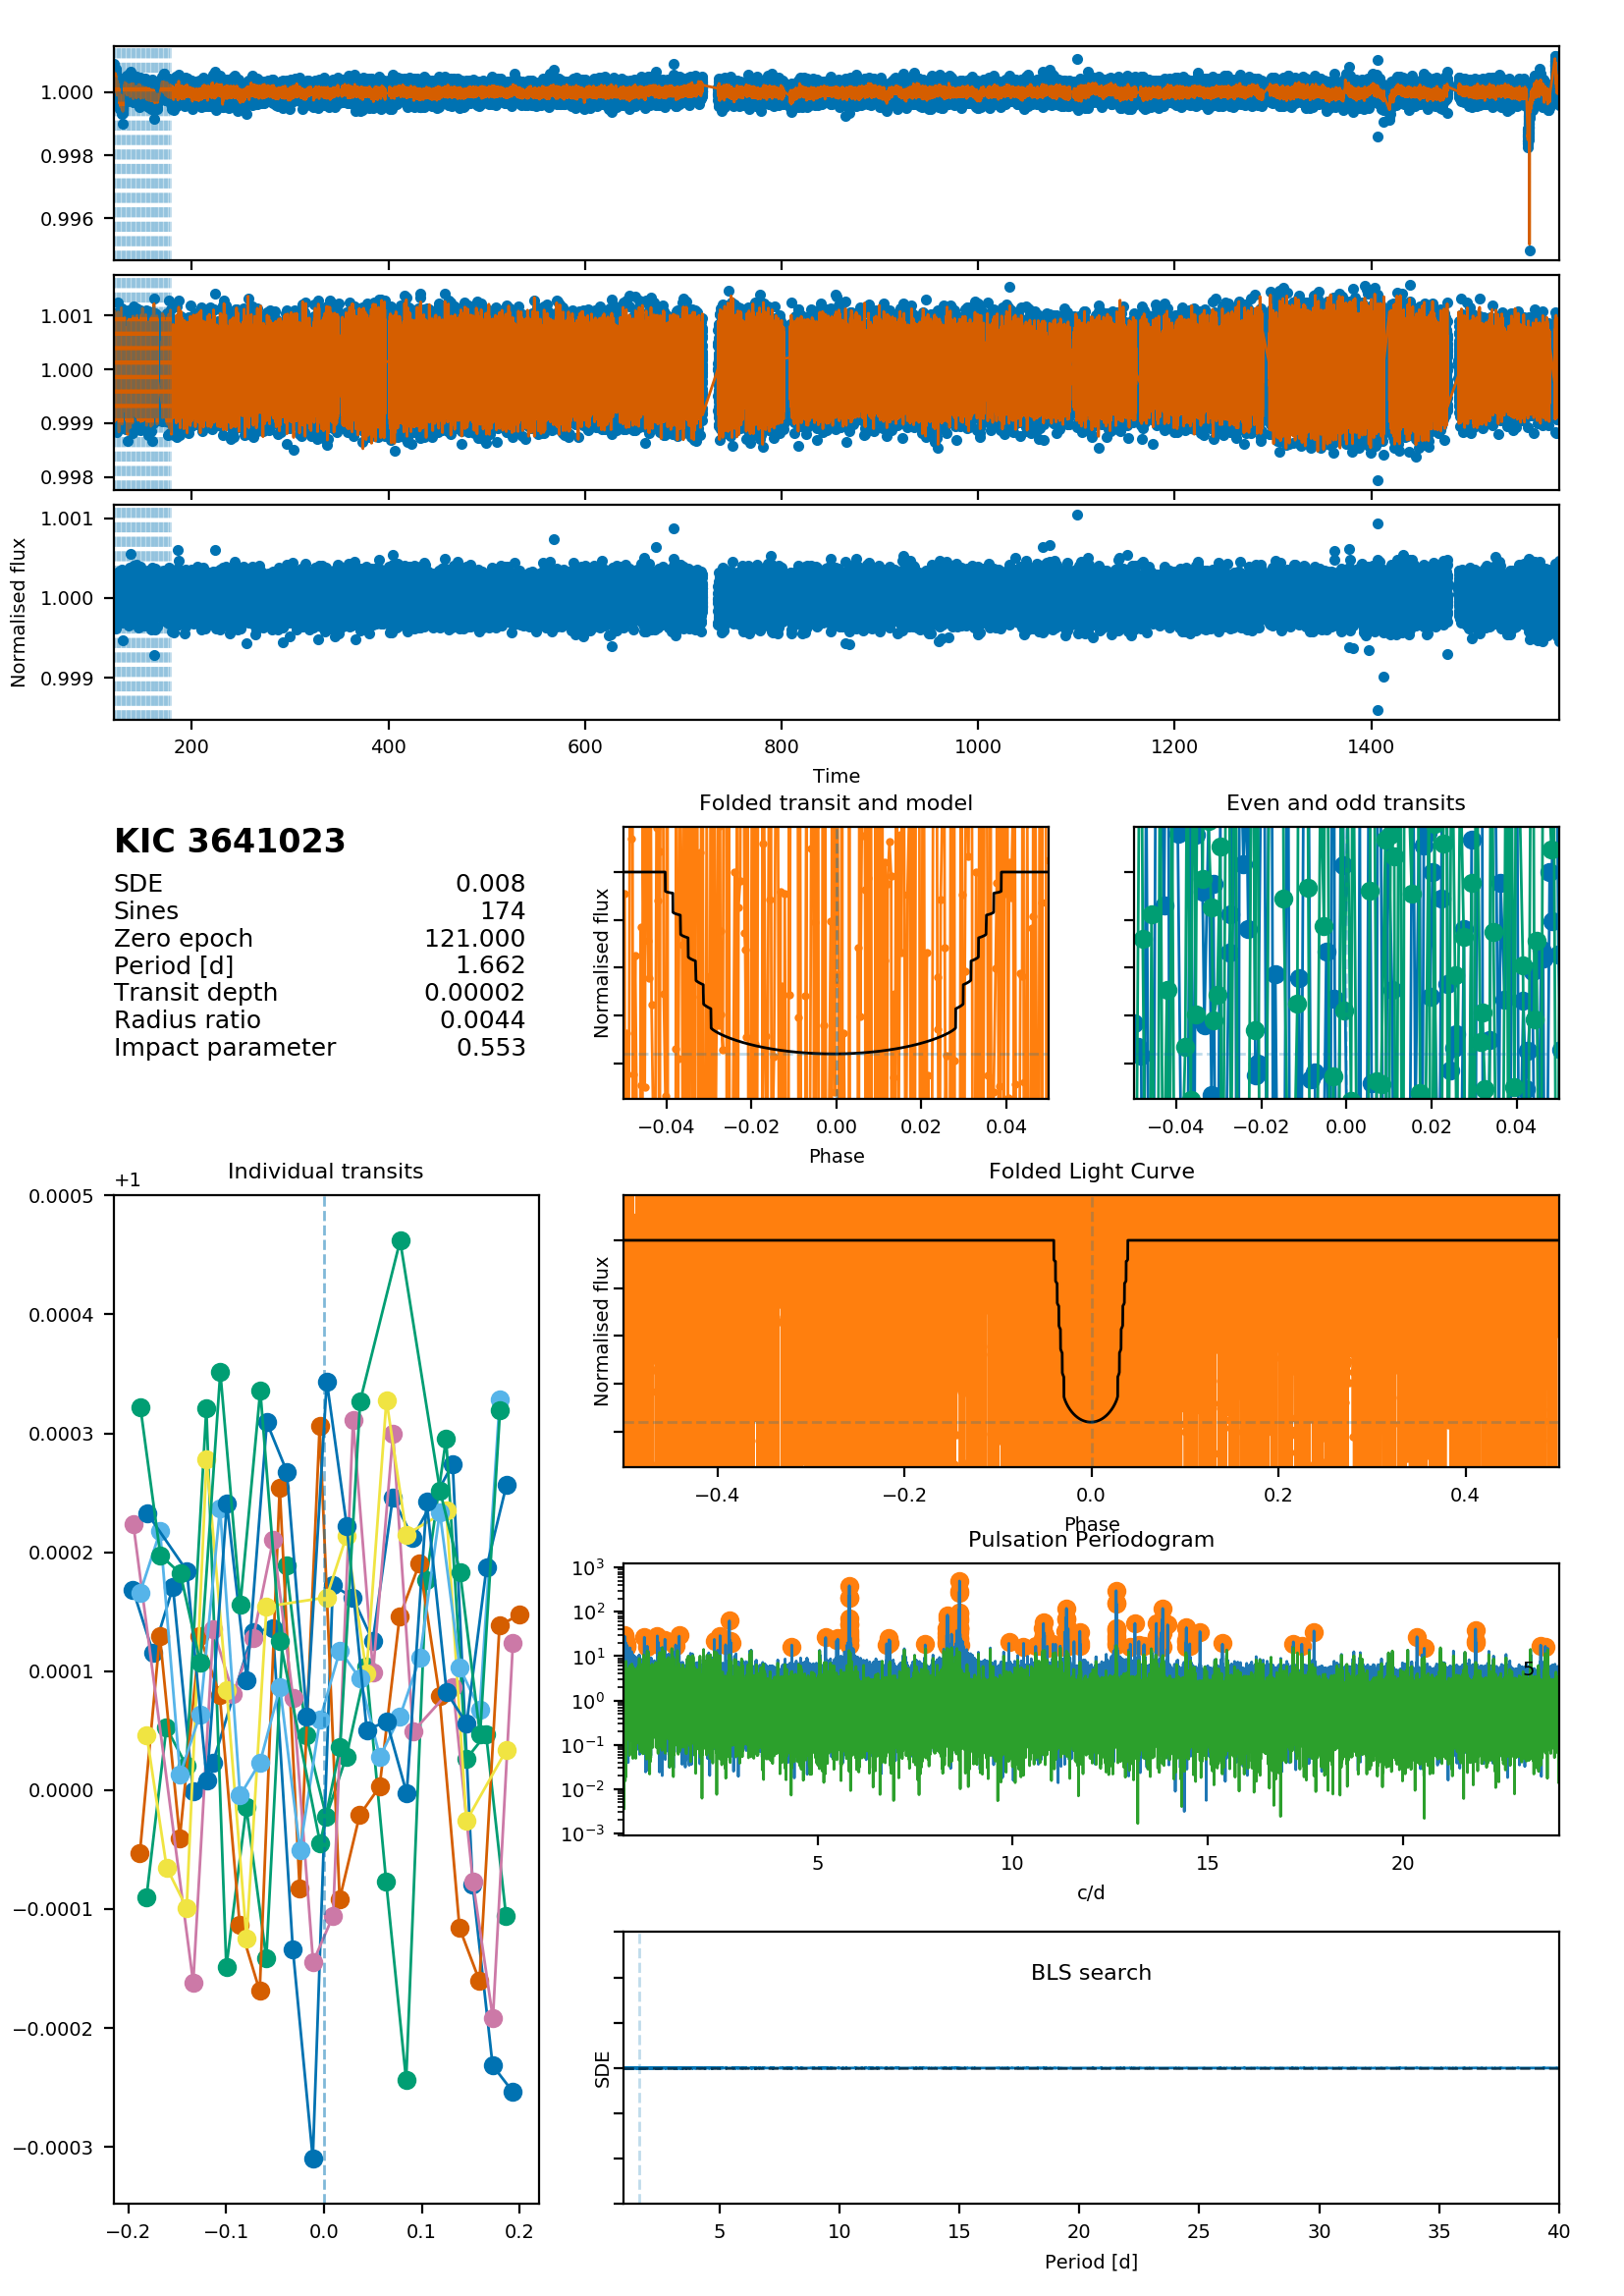 1.000
0.998
0.996
1.001
1.000
0.999
0.998
1.001
1.000
0.999
Normalised flux
200 400 600 800 1000 1200 1400
Time
KIC 3641023
SDE 0.008
Sines 174
Zero epoch 121.000
Period [d] 1.662
Transit depth 0.00002
Radius ratio 0.0044
Impact parameter 0.553
Folded transit and model
Normalised flux
−0.04 −0.02 0.00 0.02 0.04
Phase
Even and odd transits
−0.04 −0.02 0.00 0.02 0.04
Individual transits
+1
0.0005
0.0004
0.0003
0.0002
0.0001
0.0000
−0.0001
−0.0002
−0.0003
−0.2 −0.1 0.0 0.1 0.2
Folded Light Curve
Normalised flux
−0.4 −0.2 0.0 0.2 0.4
Phase
Pulsation Periodogram
10³
10²
10¹
10⁰
10⁻¹
10⁻²
10⁻³
5
5 10 15 20
c/d
BLS search
SDE
5 10 15 20 25 30 35 40
Period [d]